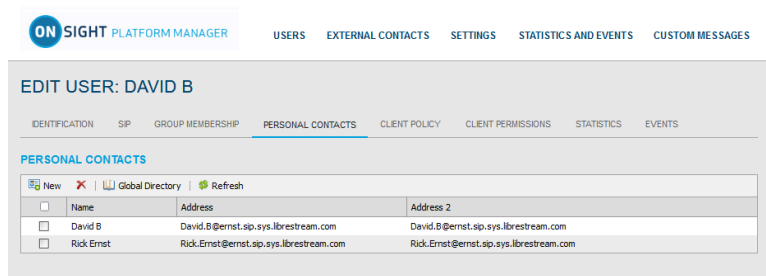 ONSIGHT PLATFORM MANAGER USERS EXTERNAL CONTACTS SETTINGS STATISTICS AND EVENTS CUSTOM MESSAGES
EDIT USER: DAVID B
IDENTIFICATION SIP GROUP MEMBERSHIP PERSONAL CONTACTS CLIENT POLICY CLIENT PERMISSIONS STATISTICS EVENTS
PERSONAL CONTACTS
New | Global Directory | Refresh
Name Address Address 2
David B David.B@ernst.sip.sys.librestream.com David.B@ernst.sip.sys.librestream.com
Rick Ernst Rick.Ernst@ernst.sip.sys.librestream.com Rick.Ernst@ernst.sip.sys.librestream.com